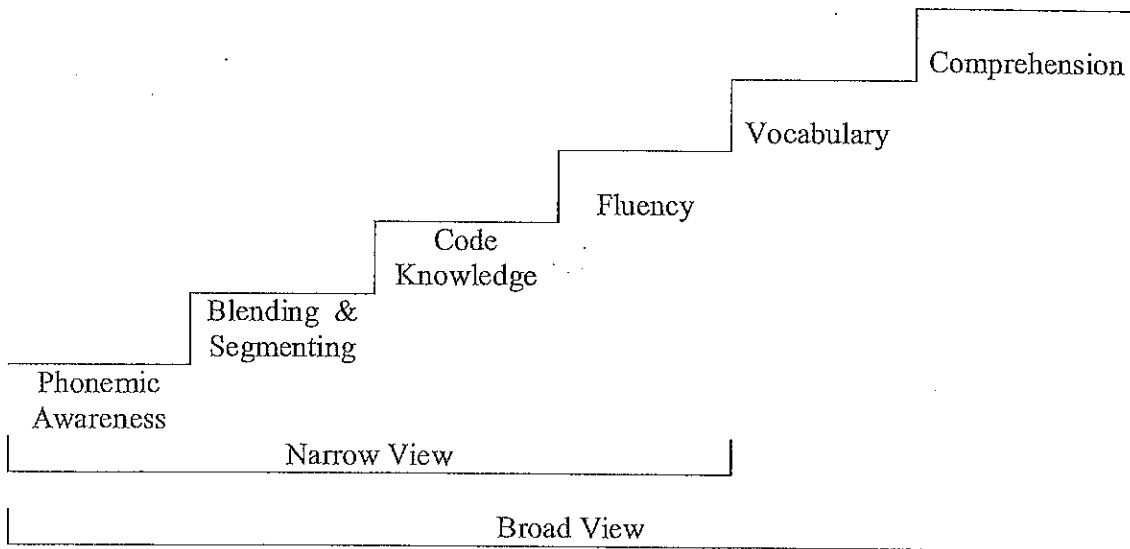 Comprehension
Vocabulary
Fluency
Code
Knowledge
Blending &
Segmenting
Phonemic
Awareness
Narrow View
Broad View